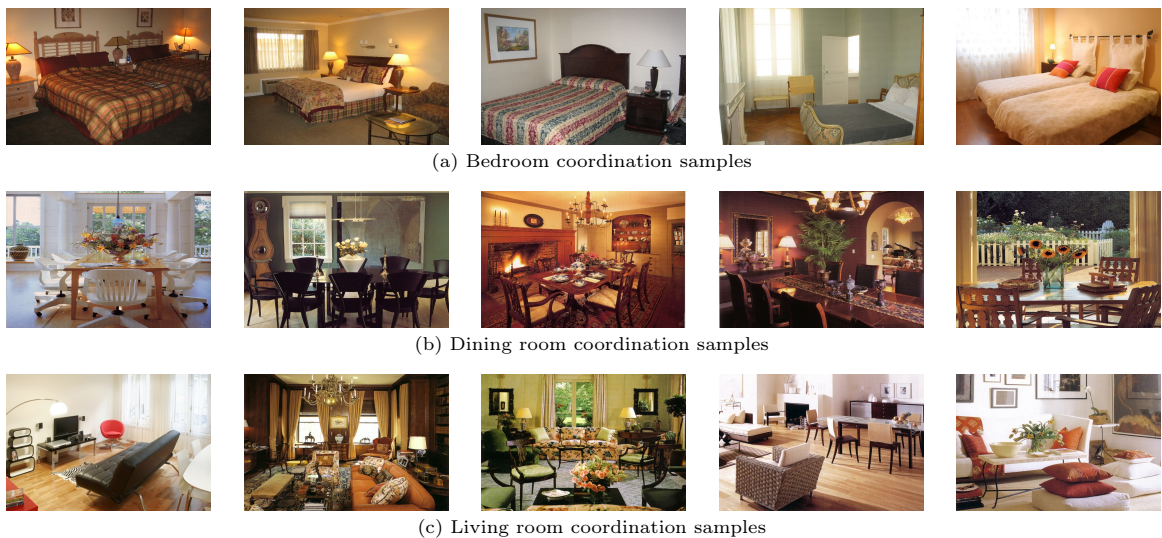 (a) Bedroom coordination samples
(b) Dining room coordination samples
(c) Living room coordination samples